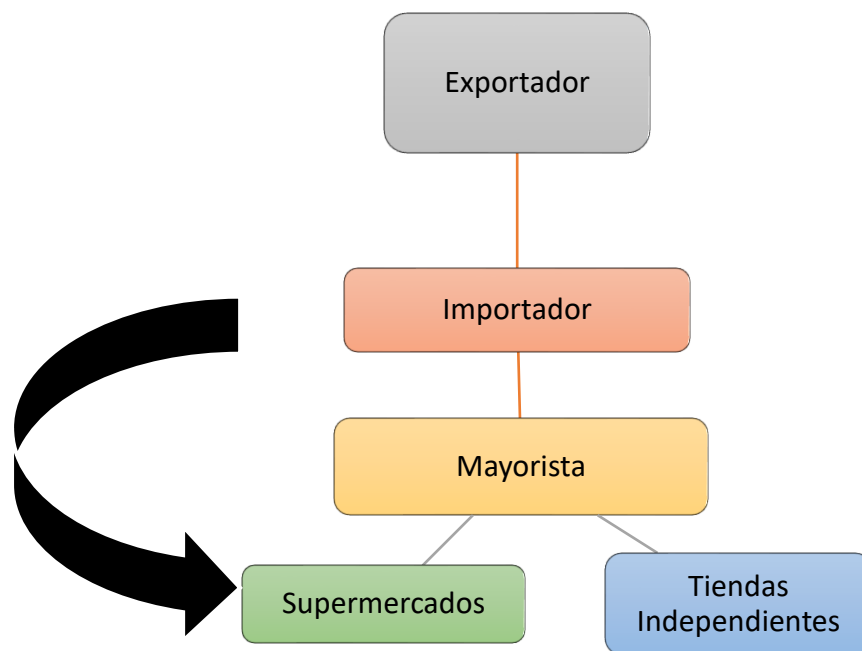 Exportador
Importador
Mayorista
Supermercados
Tiendas
Independientes